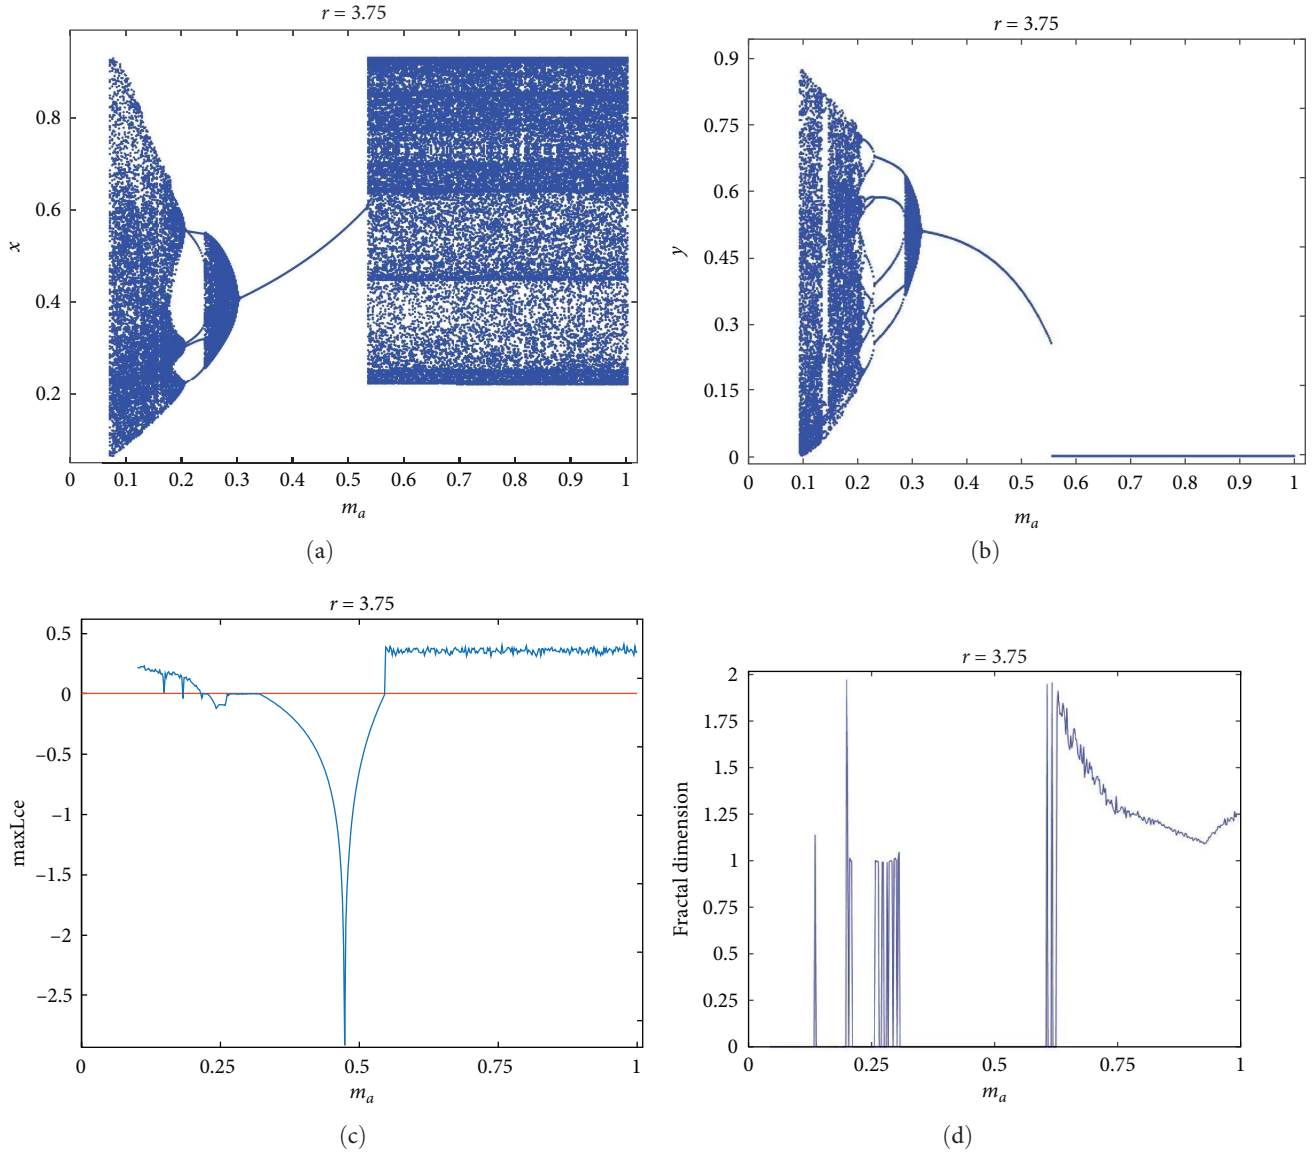 r = 3.75
0.8
0.6
0.4
0.2
x
0 0.1 0.2 0.3 0.4 0.5 0.6 0.7 0.8 0.9 1
m_a
(a)
r = 3.75
0.9
0.75
0.6
0.45
0.3
0.15
0
y
0 0.1 0.2 0.3 0.4 0.5 0.6 0.7 0.8 0.9 1
m_a
(b)
r = 3.75
0.5
0
−0.5
−1
−1.5
−2
−2.5
maxLce
0 0.25 0.5 0.75 1
m_a
(c)
r = 3.75
2
1.75
1.5
1.25
1
0.75
0.5
0.25
0
Fractal dimension
0 0.25 0.5 0.75 1
m_a
(d)